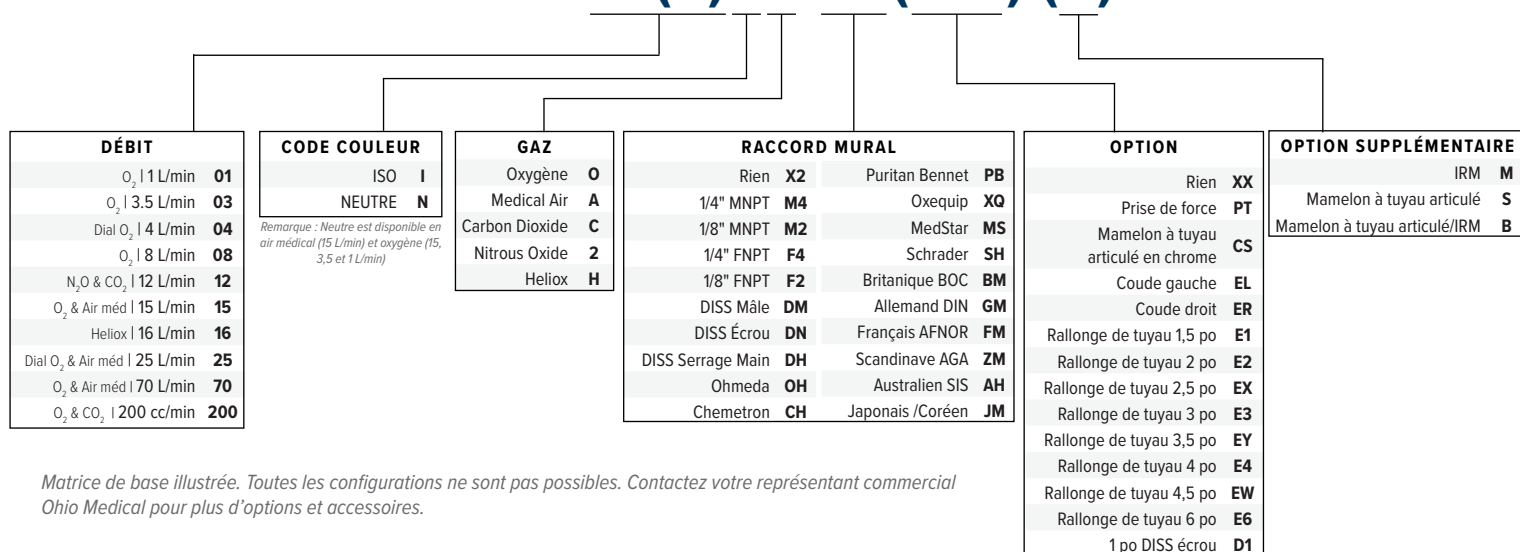 DÉBIT
O₂ | 1 L/min 01
O₂ | 3.5 L/min 03
Dial O₂ | 4 L/min 04
O₂ | 8 L/min 08
N₂O & CO₂ | 12 L/min 12
O₂ & Air méd | 15 L/min 15
Heliox | 16 L/min 16
Dial O₂ & Air méd | 25 L/min 25
O₂ & Air méd | 70 L/min 70
O₂ & CO₂ | 200 cc/min 200
CODE COULEUR
ISO I
NEUTRE N
Remarque : Neutre est disponible en
air médical (15 L/min) et oxygène (15,
3,5 et 1 L/min)
GAZ
Oxygène O
Medical Air A
Carbon Dioxide C
Nitrous Oxide 2
Heliox H
RACCORD MURAL
Rien X2
1/4" MNPT M4
1/8" MNPT M2
1/4" FNPT F4
1/8" FNPT F2
DISS Mâle DM
DISS Écrou DN
DISS Serrage Main DH
Ohmeda OH
Chemetron CH
Puritan Bennet PB
Oxequip XQ
MedStar MS
Schrader SH
Britanique BOC BM
Allemand DIN GM
Français AFNOR FM
Scandinave AGA ZM
Australien SIS AH
Japonais /Coréen JM
OPTION
Rien XX
Prise de force PT
Mamelon à tuyau
articulé en chrome CS
Coude gauche EL
Coude droit ER
Rallonge de tuyau 1,5 po E1
Rallonge de tuyau 2 po E2
Rallonge de tuyau 2,5 po EX
Rallonge de tuyau 3 po E3
Rallonge de tuyau 3,5 po EY
Rallonge de tuyau 4 po E4
Rallonge de tuyau 4,5 po EW
Rallonge de tuyau 6 po E6
1 po DISS écrou D1
OPTION SUPPLÉMENTAIRE
IRM M
Mamelon à tuyau articulé S
Mamelon à tuyau articulé/IRM B
Matrice de base illustrée. Toutes les configurations ne sont pas possibles. Contactez votre représentant commercial
Ohio Medical pour plus d'options et accessoires.